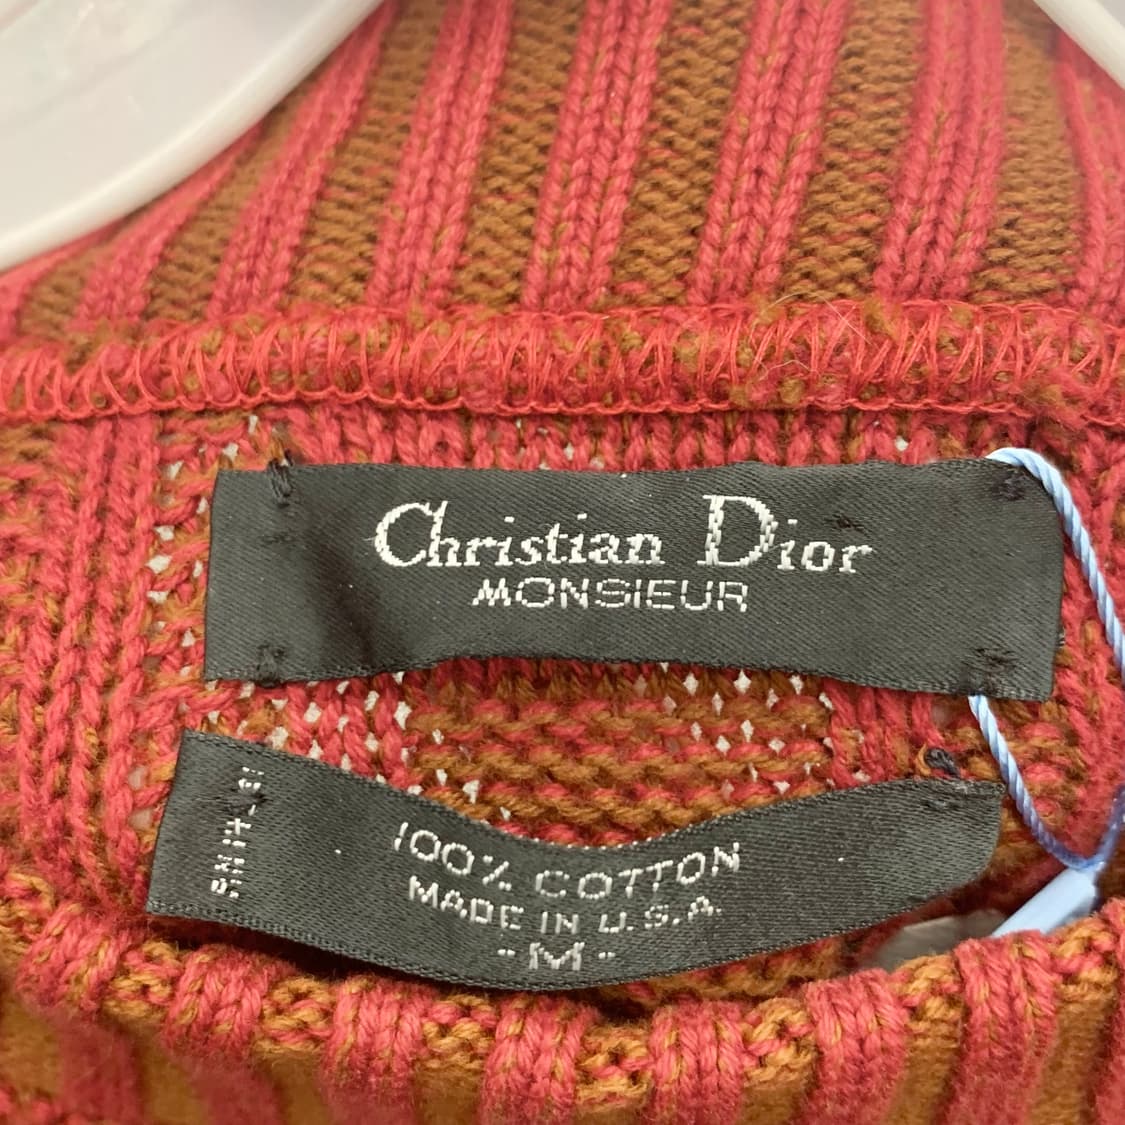 Christian Dior
MONSIEUR
100% COTTON
MADE IN U.S.A.
- M -